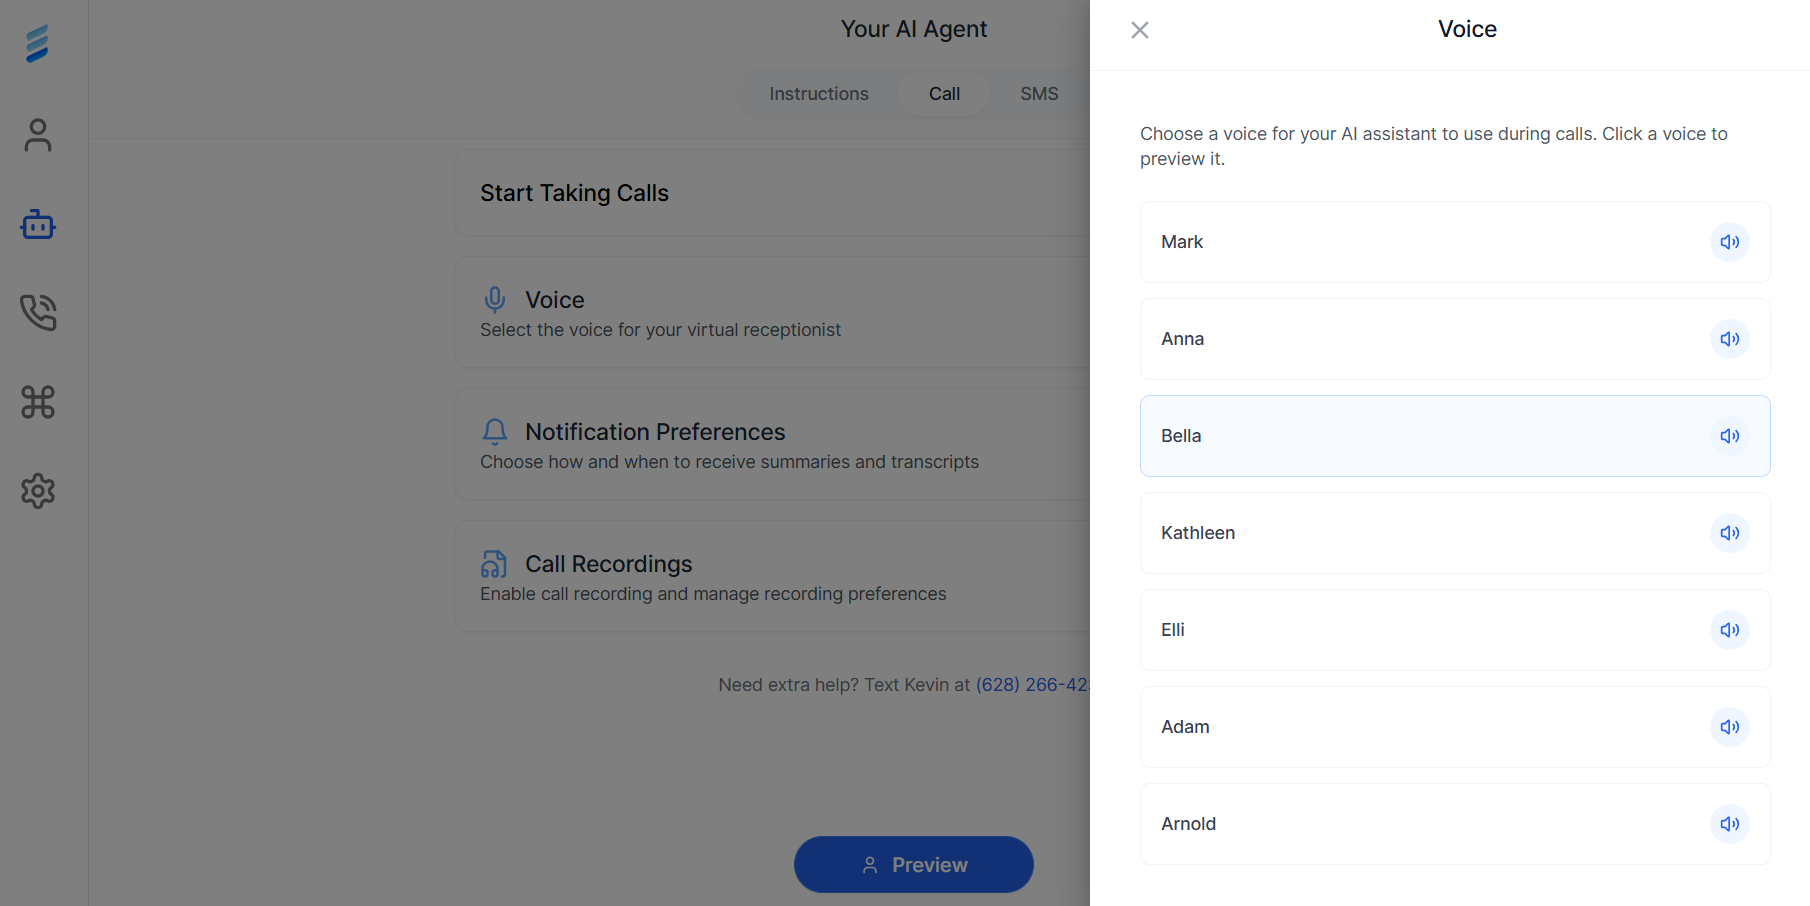 Your AI Agent
Instructions
Call
SMS
Start Taking Calls
Voice
Select the voice for your virtual receptionist
Notification Preferences
Choose how and when to receive summaries and transcripts
Call Recordings
Enable call recording and manage recording preferences
Need extra help? Text Kevin at (628) 266-42
Preview
Voice
Choose a voice for your AI assistant to use during calls. Click a voice to
preview it.
Mark
Anna
Bella
Kathleen
Elli
Adam
Arnold